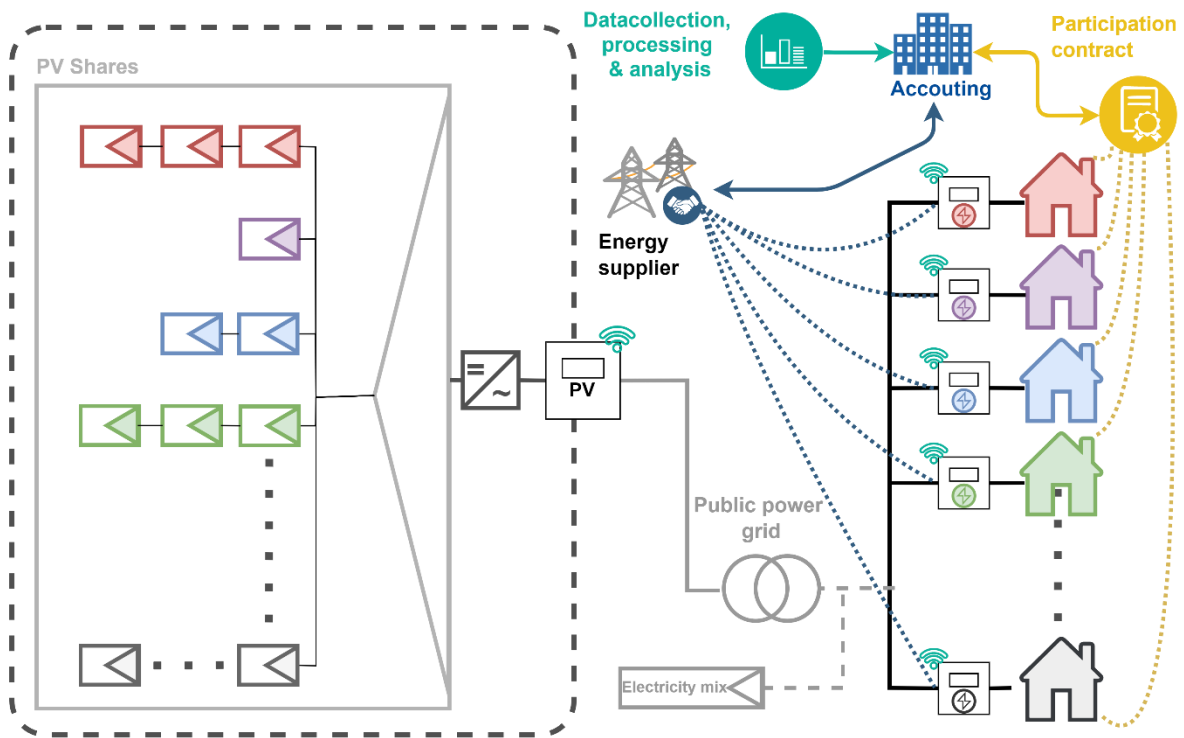 PV Shares
Datacollection,
processing
& analysis
Accouting
Participation
contract
Energy
supplier
PV
Public power
grid
Electricity mix